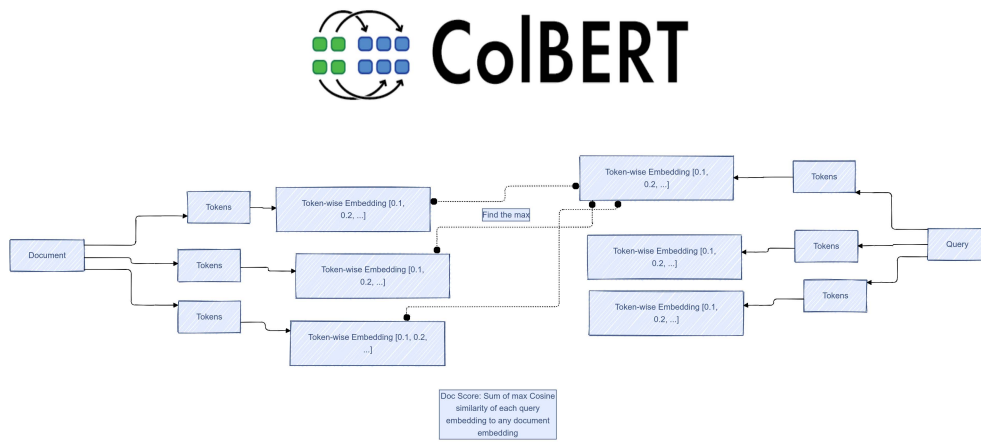 ColBERT
Document
Tokens
Tokens
Tokens
Token-wise Embedding [0.1,
0.2, ...]
Token-wise Embedding [0.1,
0.2, ...]
Token-wise Embedding [0.1, 0.2,
...]
Find the max
Token-wise Embedding [0.1,
0.2, ...]
Token-wise Embedding [0.1,
0.2, ...]
Token-wise Embedding [0.1,
0.2, ...]
Tokens
Tokens
Tokens
Query
Doc Score: Sum of max Cosine
similarity of each query
embedding to any document
embedding